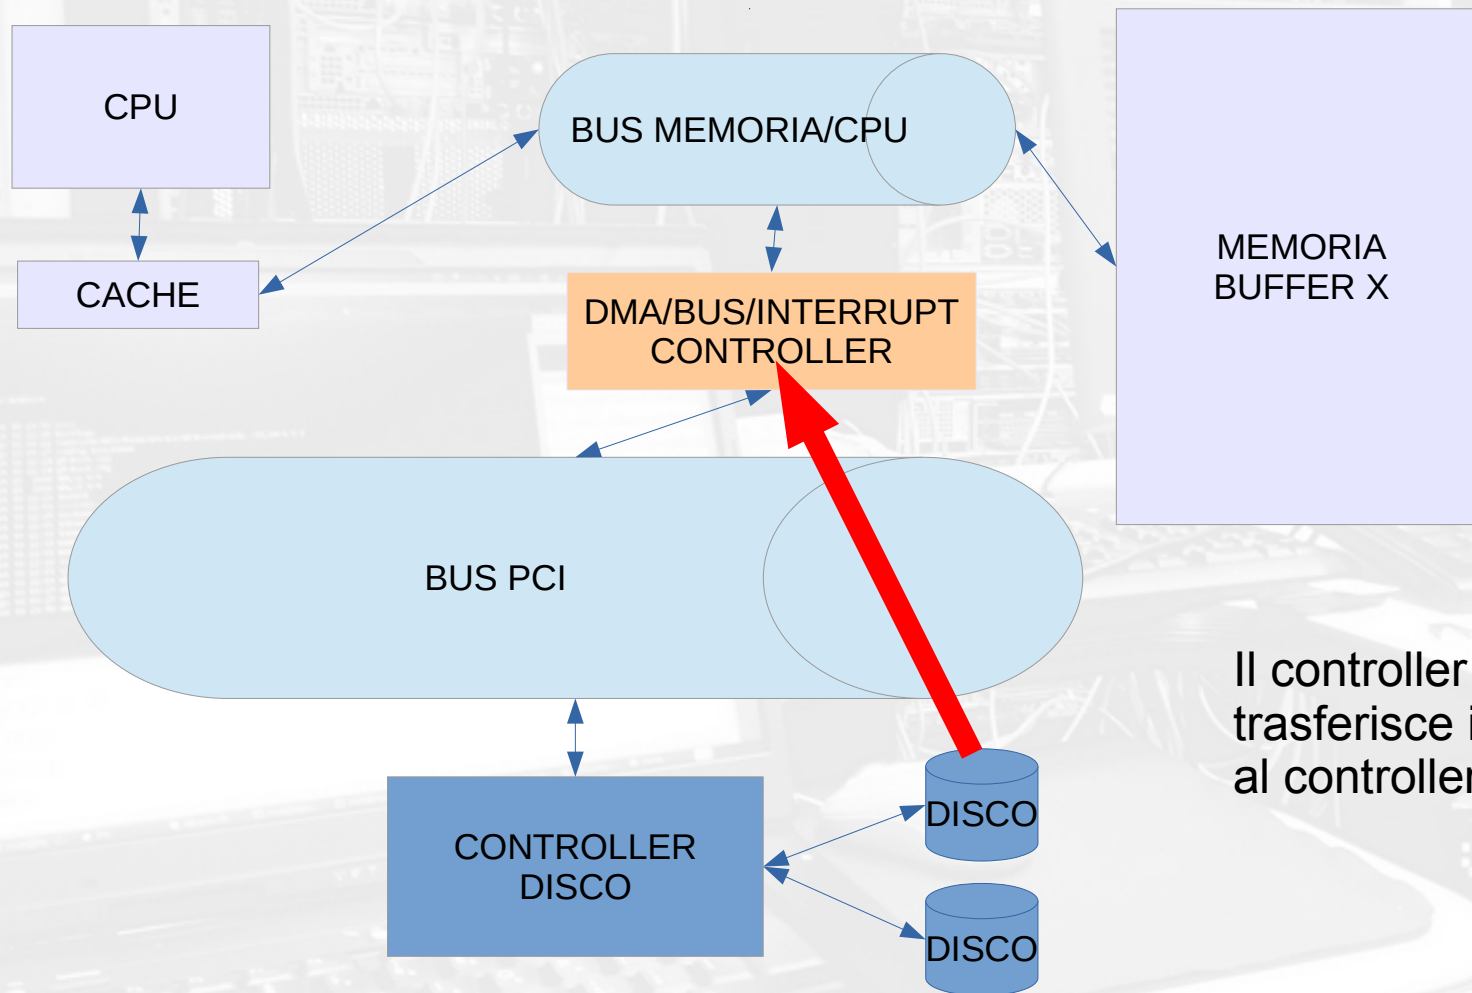 CPU
BUS MEMORIA/CPU
MEMORIA
BUFFER X
CACHE
DMA/BUS/INTERRUPT
CONTROLLER
BUS PCI
Il controller
trasferisce i
al controller
DISCO
CONTROLLER
DISCO
DISCO